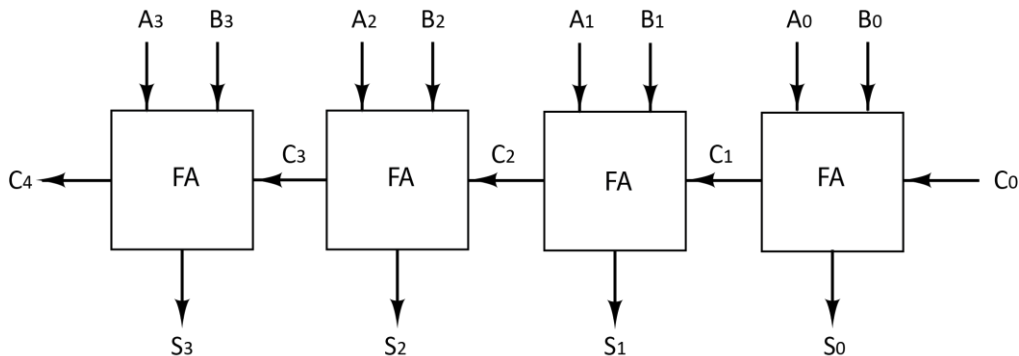 A3 B3 A2 B2 A1 B1 A0 B0
C4 FA C3 FA C2 FA C1 FA C0
S3 S2 S1 S0